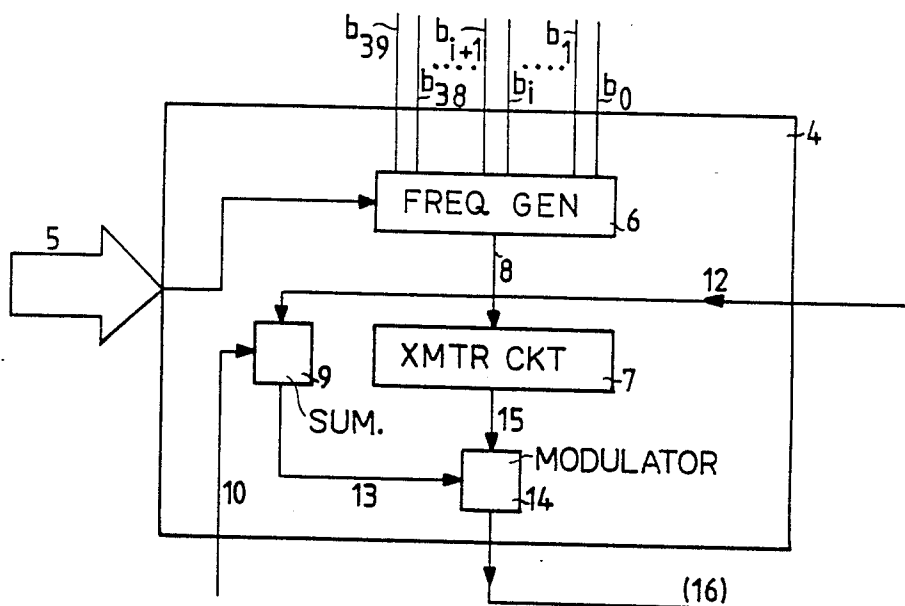 b39 bi+1 b1
b38 .... bi .... b0
4
FREQ GEN
6
5
8
12
XMTR CKT
9
7
SUM.
15
MODULATOR
10
13
14
(16)